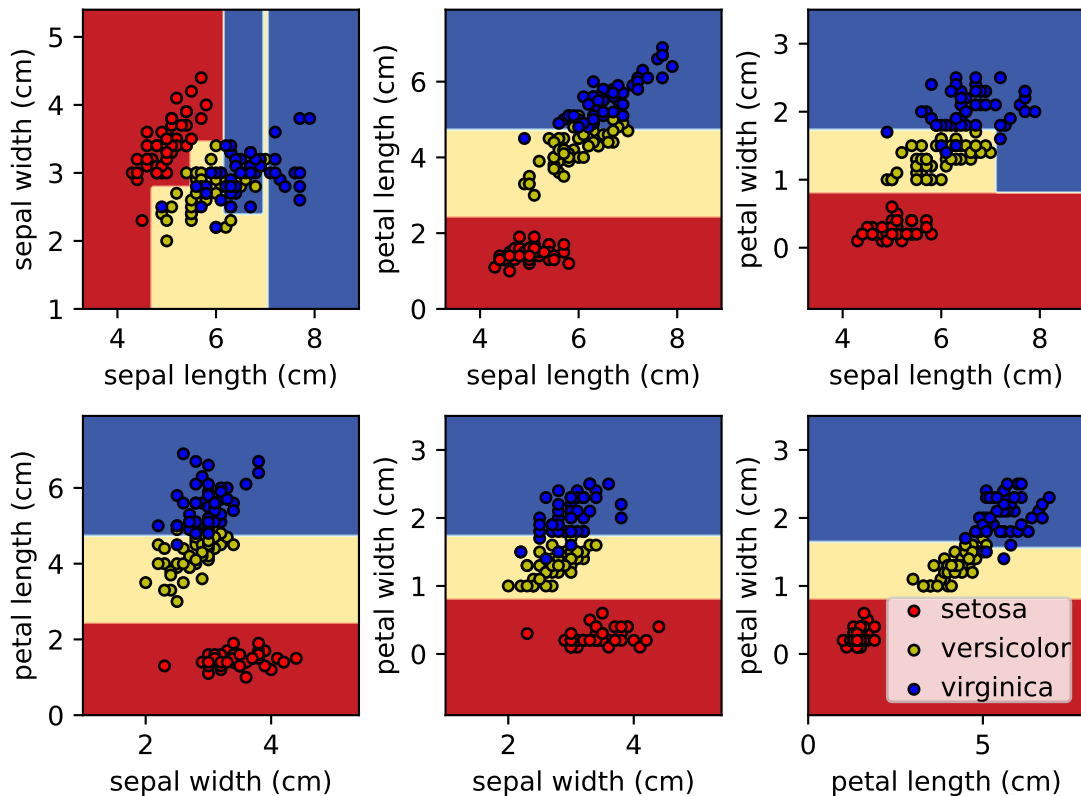 5
4
3
2
1
sepal width (cm)
4
6
8
sepal length (cm)
6
4
2
0
petal length (cm)
4
6
8
sepal length (cm)
3
2
1
0
petal width (cm)
4
6
8
sepal length (cm)
6
4
2
0
petal length (cm)
2
4
sepal width (cm)
3
2
1
0
petal width (cm)
2
4
sepal width (cm)
3
2
1
0
petal width (cm)
0
5
petal length (cm)
setosa
versicolor
virginica